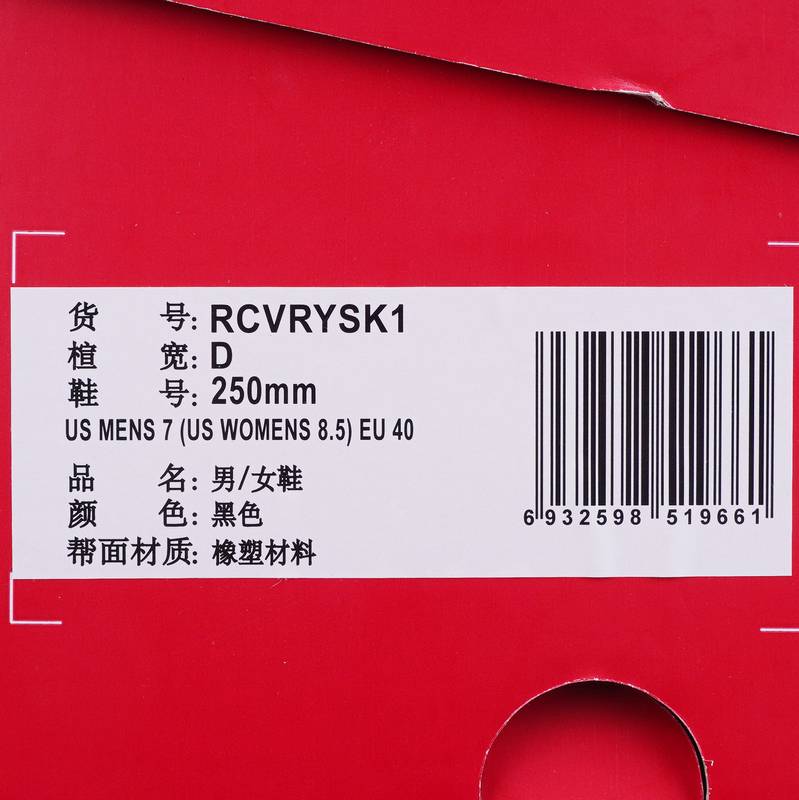 货 号: RCVRYSK1
楦 宽: D
鞋 号: 250mm
US MENS 7 (US WOMENS 8.5) EU 40
品 名: 男/女鞋
颜 色: 黑色
帮面材质: 橡塑材料
6 932598 519661